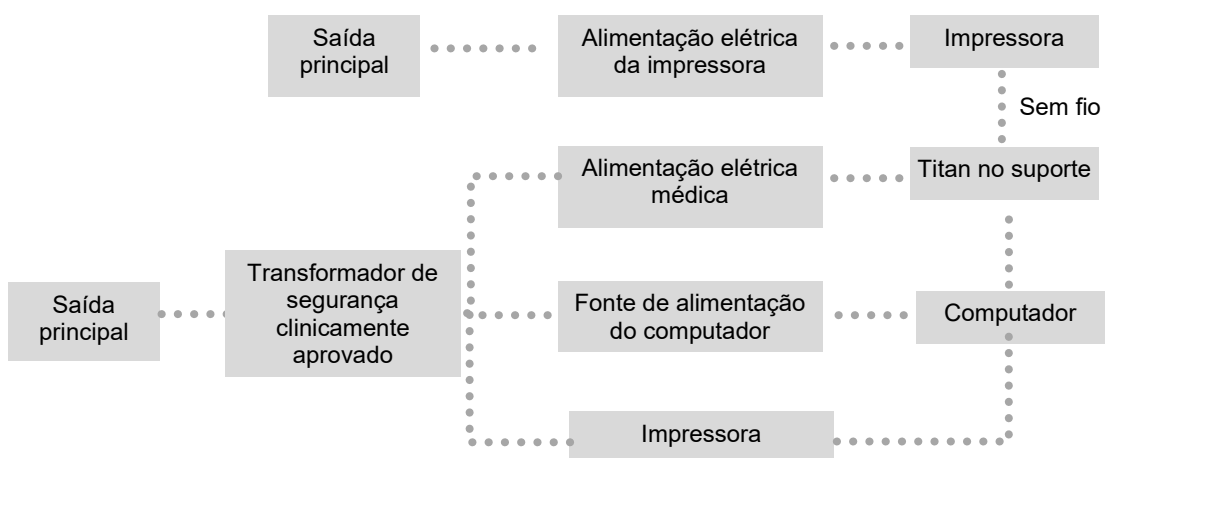 Saída
principal
Alimentação elétrica
da impressora
Impressora
Sem fio
Alimentação elétrica
médica
Titan no suporte
Saída
principal
Transformador de
segurança
clinicamente
aprovado
Fonte de alimentação
do computador
Computador
Impressora